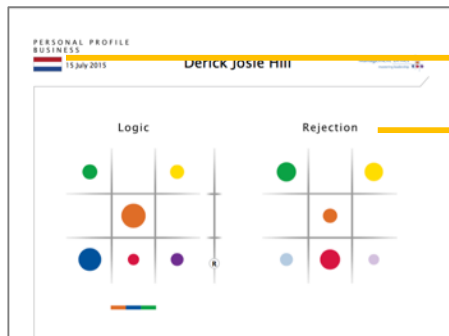 PERSONAL PROFILE
BUSINESS
15 July 2015
Derick Josie Hill
Logic
Rejection
R